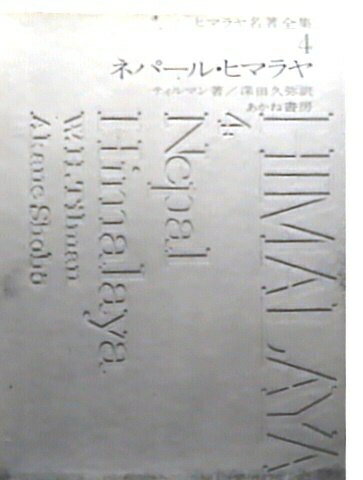 ヒマラヤ名著全集
4
ネパール・ヒマラヤ
ティルマン著／深田久弥訳
あかね書房
HIMALAYA
4
Nepal
Himalaya
W.H.Tilman
Akane Shobō